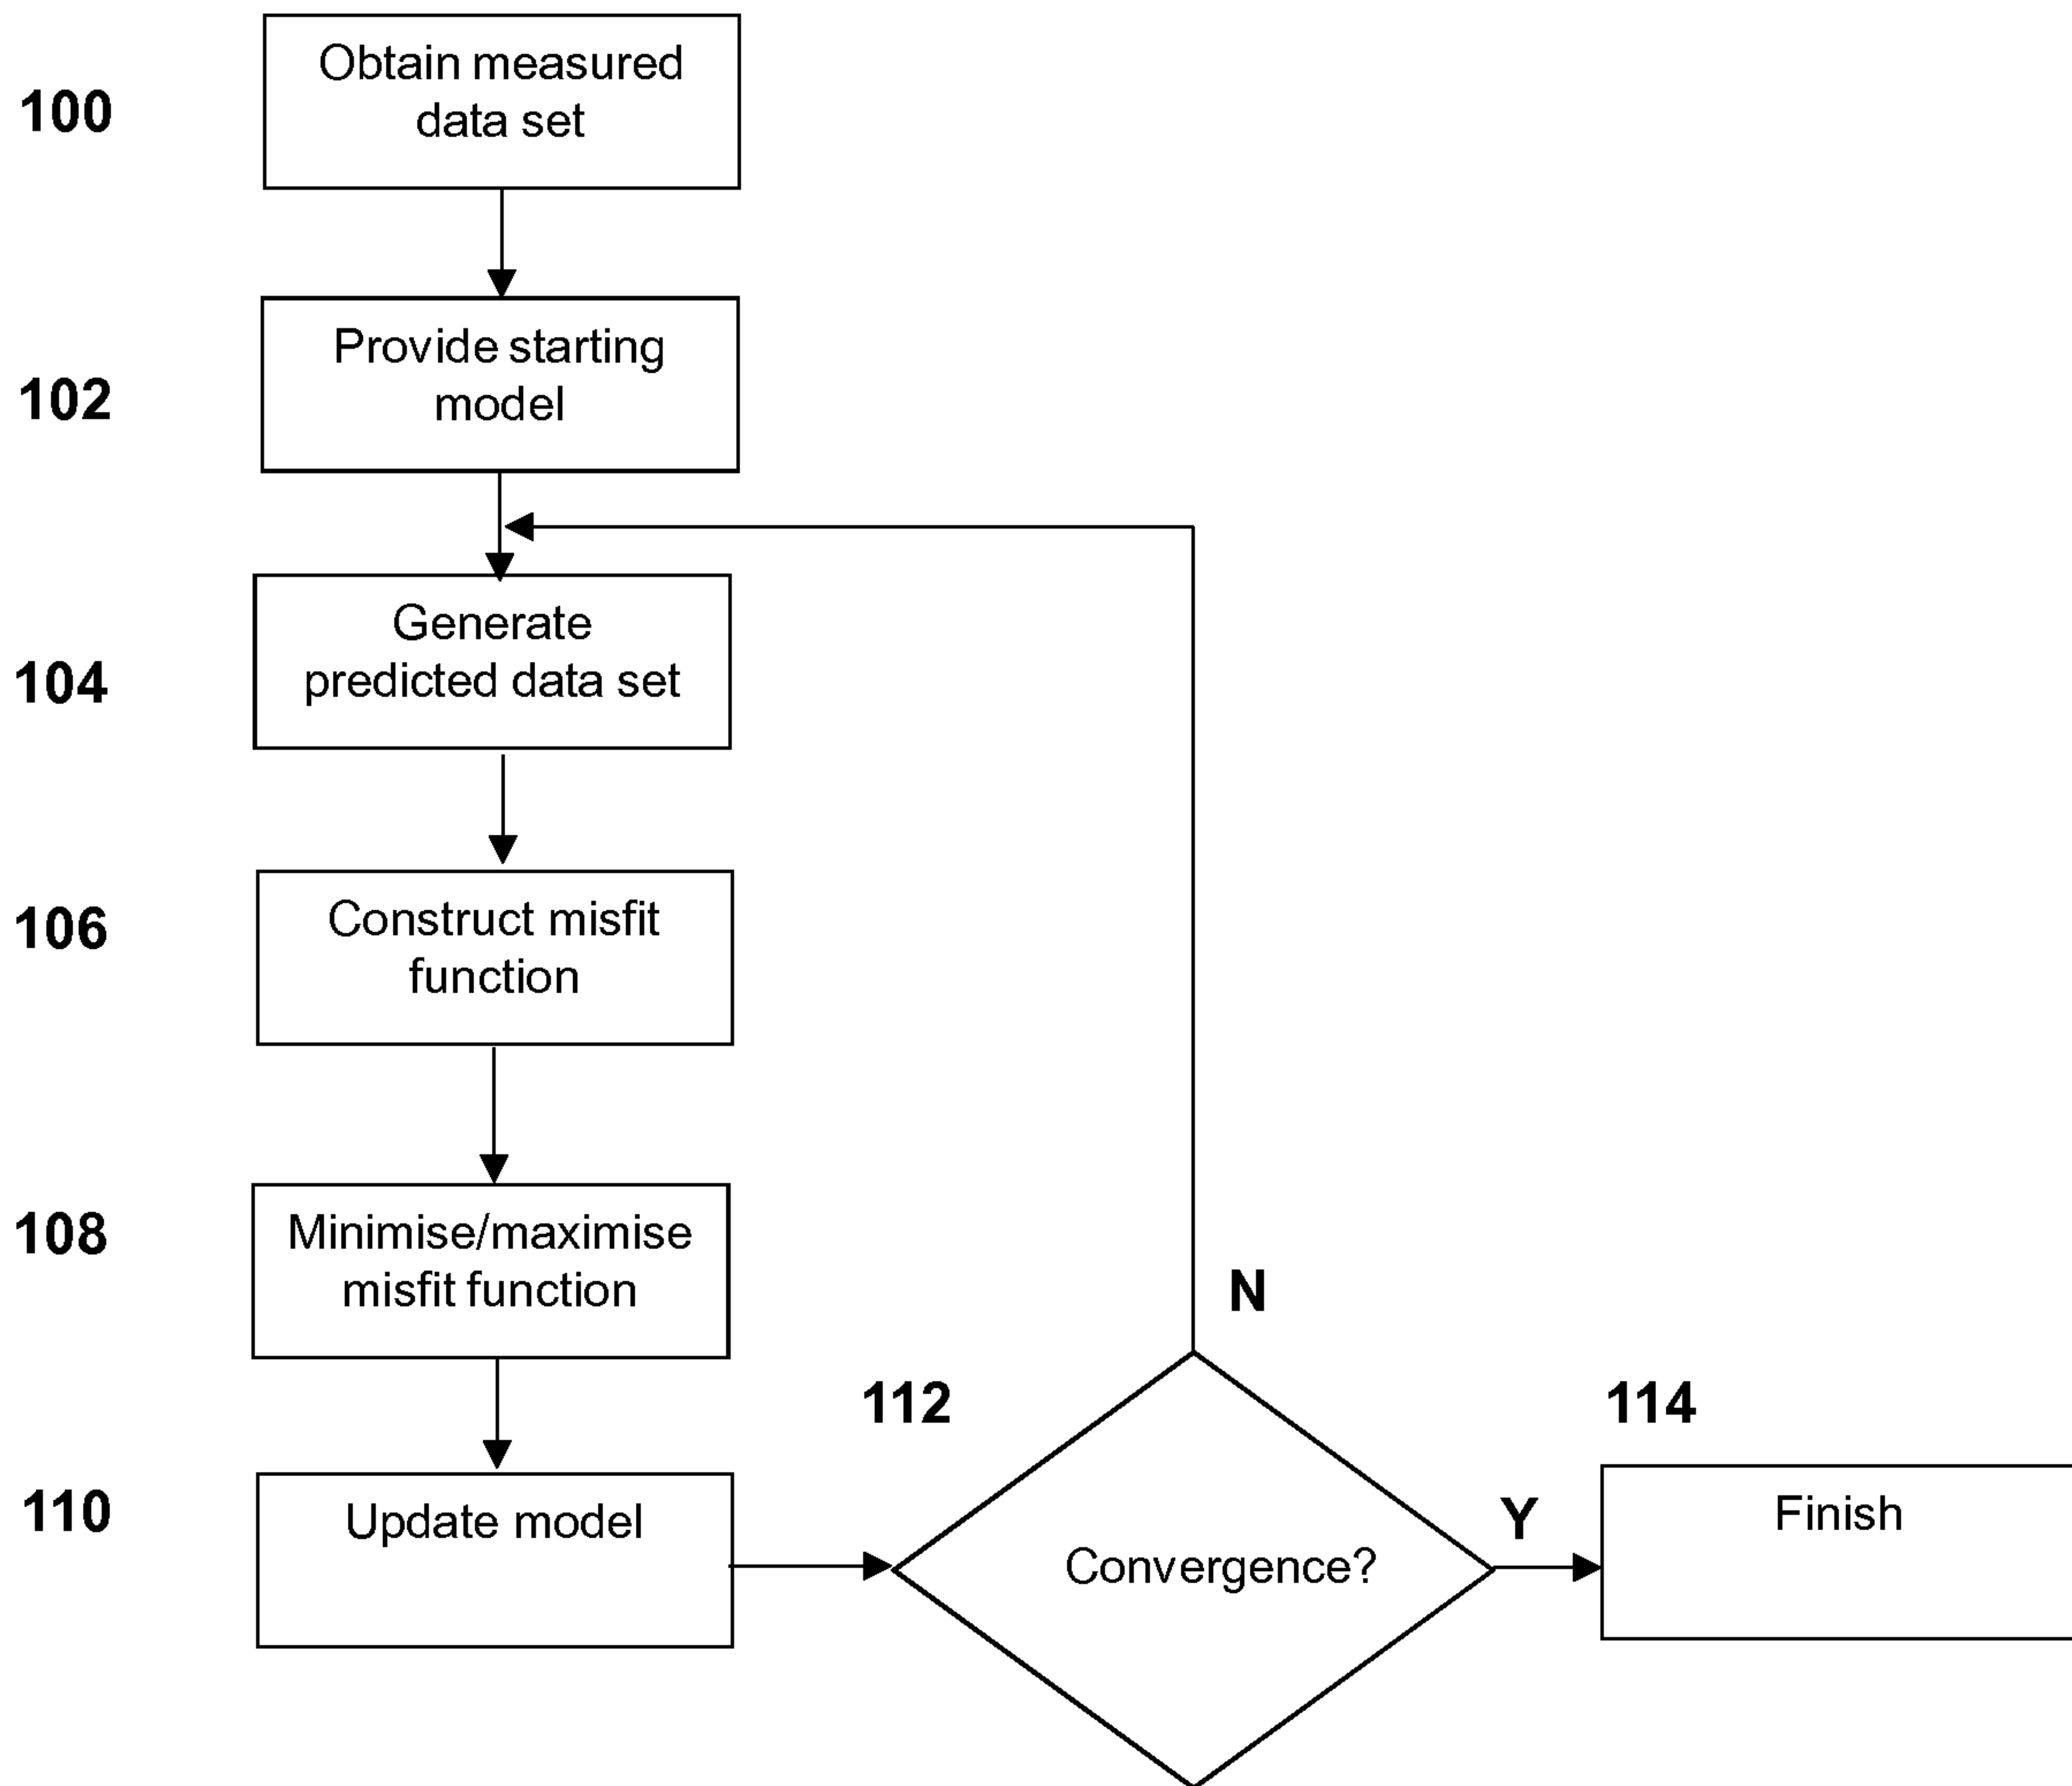 100
Obtain measured
data set
102
Provide starting
model
104
Generate
predicted data set
106
Construct misfit
function
108
Minimise/maximise
misfit function
N
112
114
110
Update model
Convergence?
Y
Finish